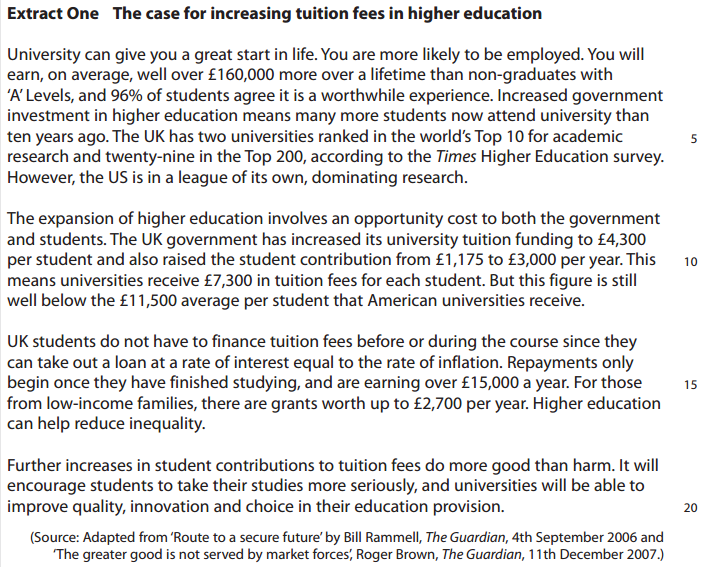 Extract One The case for increasing tuition fees in higher education
University can give you a great start in life. You are more likely to be employed. You will
earn, on average, well over £160,000 more over a lifetime than non-graduates with
‘A’ Levels, and 96% of students agree it is a worthwhile experience. Increased government
investment in higher education means many more students now attend university than
ten years ago. The UK has two universities ranked in the world’s Top 10 for academic 5
research and twenty-nine in the Top 200, according to the Times Higher Education survey.
However, the US is in a league of its own, dominating research.
The expansion of higher education involves an opportunity cost to both the government
and students. The UK government has increased its university tuition funding to £4,300
per student and also raised the student contribution from £1,175 to £3,000 per year. This 10
means universities receive £7,300 in tuition fees for each student. But this figure is still
well below the £11,500 average per student that American universities receive.
UK students do not have to finance tuition fees before or during the course since they
can take out a loan at a rate of interest equal to the rate of inflation. Repayments only
begin once they have finished studying, and are earning over £15,000 a year. For those 15
from low-income families, there are grants worth up to £2,700 per year. Higher education
can help reduce inequality.
Further increases in student contributions to tuition fees do more good than harm. It will
encourage students to take their studies more seriously, and universities will be able to
improve quality, innovation and choice in their education provision. 20
(Source: Adapted from ‘Route to a secure future’ by Bill Rammell, The Guardian, 4th September 2006 and
‘The greater good is not served by market forces’, Roger Brown, The Guardian, 11th December 2007.)